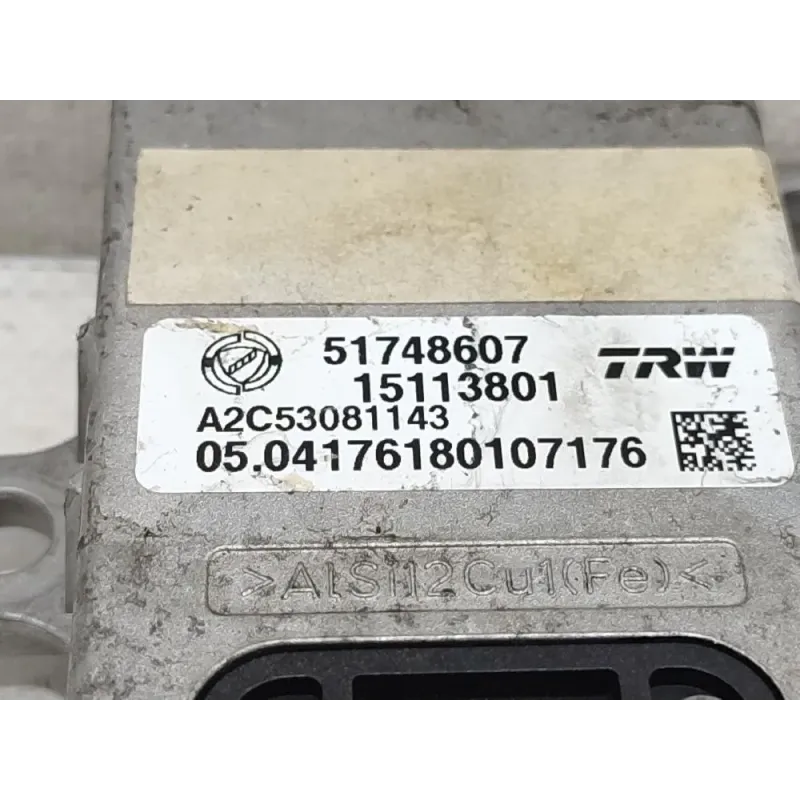 51748607 TRW
15113801
A2C53081143
05.04176180107176
>AlSi12Cu1(Fe)<